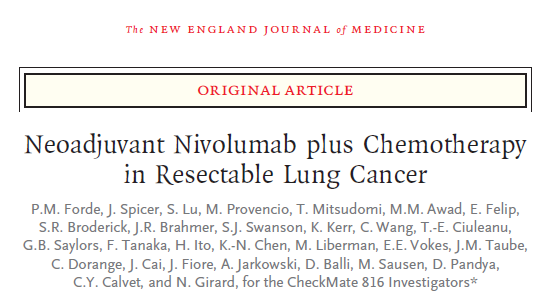 The NEW ENGLAND JOURNAL of MEDICINE
ORIGINAL ARTICLE
Neoadjuvant Nivolumab plus Chemotherapy
in Resectable Lung Cancer
P.M. Forde, J. Spicer, S. Lu, M. Provencio, T. Mitsudomi, M.M. Awad, E. Felip,
S.R. Broderick, J.R. Brahmer, S.J. Swanson, K. Kerr, C. Wang, T.-E. Ciuleanu,
G.B. Saylors, F. Tanaka, H. Ito, K.-N. Chen, M. Liberman, E.E. Vokes, J.M. Taube,
C. Dorange, J. Cai, J. Fiore, A. Jarkowski, D. Balli, M. Sausen, D. Pandya,
C.Y. Calvet, and N. Girard, for the CheckMate 816 Investigators*